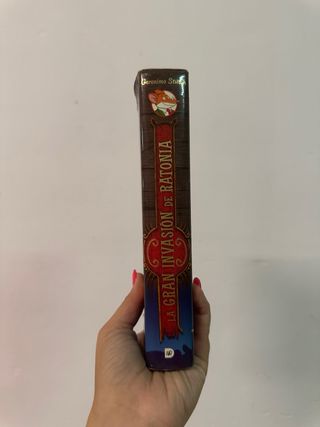 Geronimo Stilton
LA GRAN INVASIÓN DE RATONIA